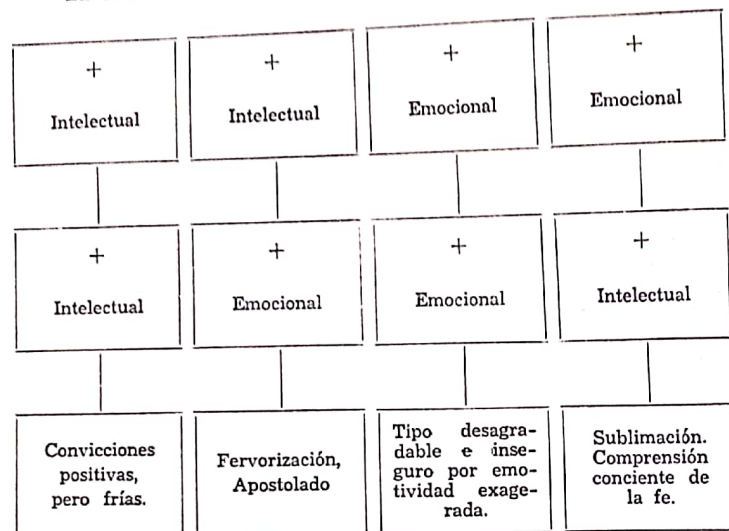 +
Intelectual
+
Intelectual
+
Emocional
+
Emocional
+
Intelectual
+
Emocional
+
Emocional
+
Intelectual
Convicciones
positivas,
pero frías.
Fervorización,
Apostolado
Tipo desagra-
dable e inse-
guro por emo-
tividad exage-
rada.
Sublimación.
Comprensión
conciente de
la fe.